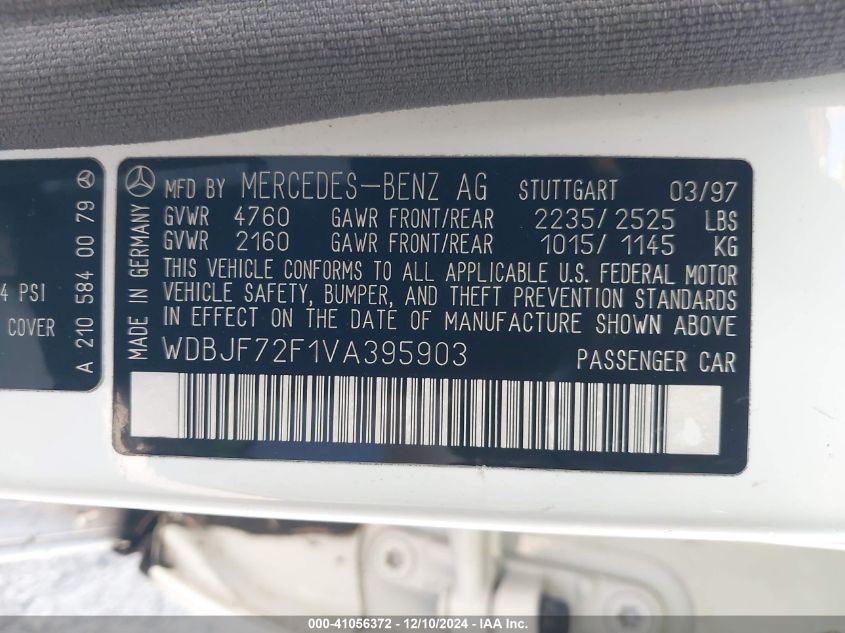 4 PSI
COVER
A 210 584 00 79
MADE IN GERMANY
MFD BY MERCEDES-BENZ AG STUTTGART 03/97
GVWR 4760 GAWR FRONT/REAR 2235/2525 LBS
GVWR 2160 GAWR FRONT/REAR 1015/1145 KG
THIS VEHICLE CONFORMS TO ALL APPLICABLE U.S. FEDERAL MOTOR
VEHICLE SAFETY, BUMPER, AND THEFT PREVENTION STANDARDS
IN EFFECT ON THE DATE OF MANUFACTURE SHOWN ABOVE
WDBJF72F1VA395903 PASSENGER CAR
000-41056372 - 12/10/2024 - IAA Inc.